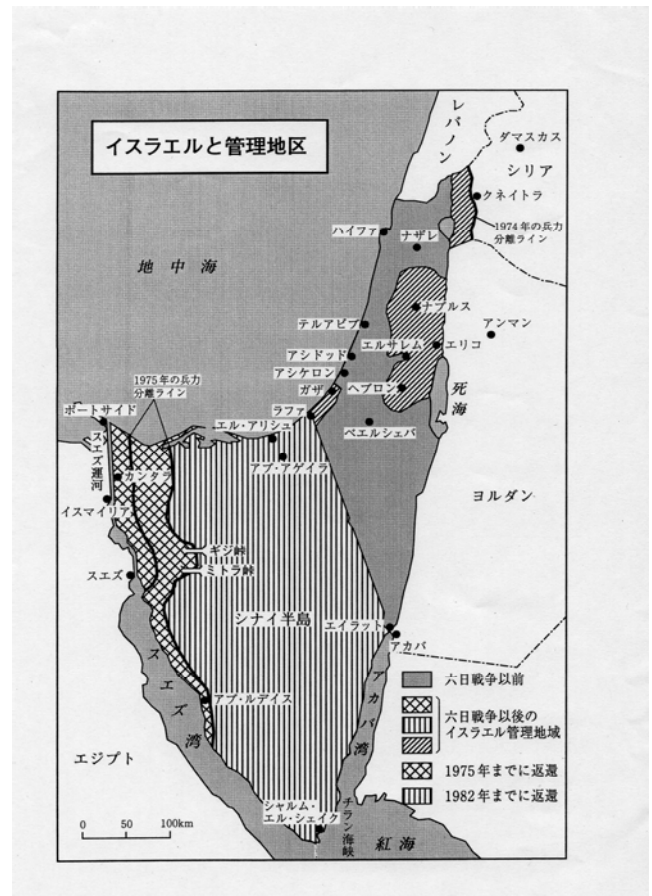 イスラエルと管理地区
レバノン
ダマスカス
シリア
クネイトラ
1974年の兵力
分離ライン
ハイファ
ナザレ
地中海
ナブルス
テルアビブ
アンマン
アシドッド
エルサレム
エリコ
アシケロン
ガザ
ヘブロン
死海
1975年の兵力
分離ライン
ポートサイド
ラファ
エル・アリシュ
ベエルシェバ
スエズ運河
カンタラ
アブ・アゲイラ
イスマイリア
ヨルダン
ギジ峠
ミトラ峠
スエズ
シナイ半島
エイラット
アカバ
スエズ湾
アカバ湾
アブ・ルデイス
エジプト
六日戦争以前
六日戦争以後の
イスラエル管理地域
1975年までに返還
1982年までに返還
シャルム・
エル・シェイク
チラン海峡
紅海
0 50 100km